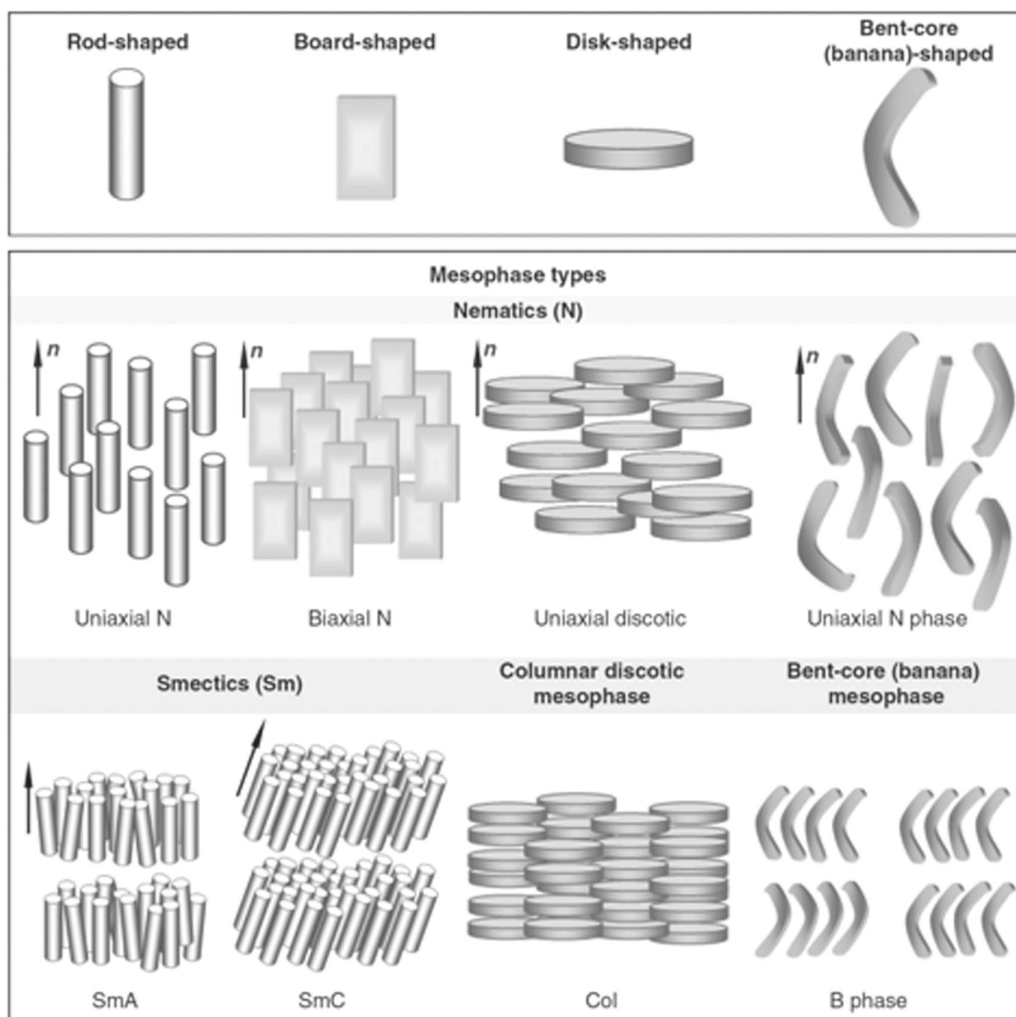 Rod-shaped
Board-shaped
Disk-shaped
Bent-core
(banana)-shaped
Mesophase types
Nematics (N)
n
n
n
n
Uniaxial N
Biaxial N
Uniaxial discotic
Uniaxial N phase
Smectics (Sm)
Columnar discotic
mesophase
Bent-core (banana)
mesophase
SmA
SmC
Col
B phase